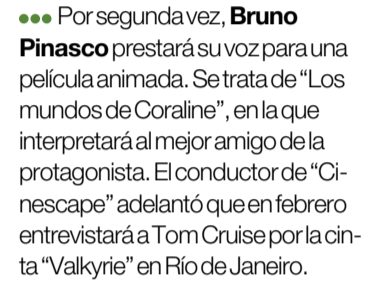 ●●● Por segunda vez, Bruno
Pinasco prestará su voz para una
película animada. Se trata de “Los
mundos de Coraline”, en la que
interpretará al mejor amigo de la
protagonista. El conductor de “Ci-
nescape” adelantó que en febrero
entrevistará a Tom Cruise por la cin-
ta “Valkyrie” en Río de Janeiro.